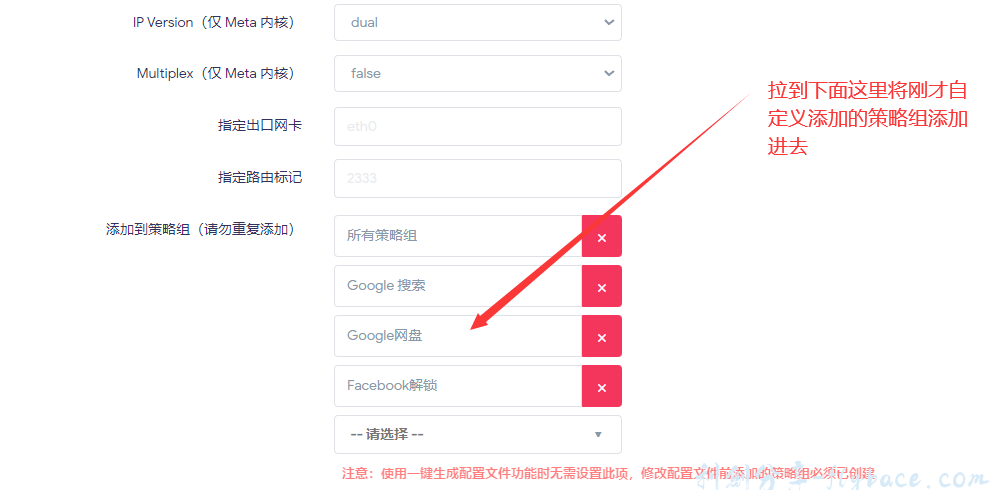 IP Version（仅 Meta 内核）
dual
Multiplex（仅 Meta 内核）
false
拉到下面这里将刚才自
定义添加的策略组添加
进去
指定出口网卡
eth0
指定路由标记
2333
添加到策略组（请勿重复添加）
所有策略组
×
Google 搜索
×
Google网盘
×
Facebook解锁
×
-- 请选择 --
注意：使用一键生成配置文件功能时无需设置此项，修改配置文件前添加的策略组必须已创建